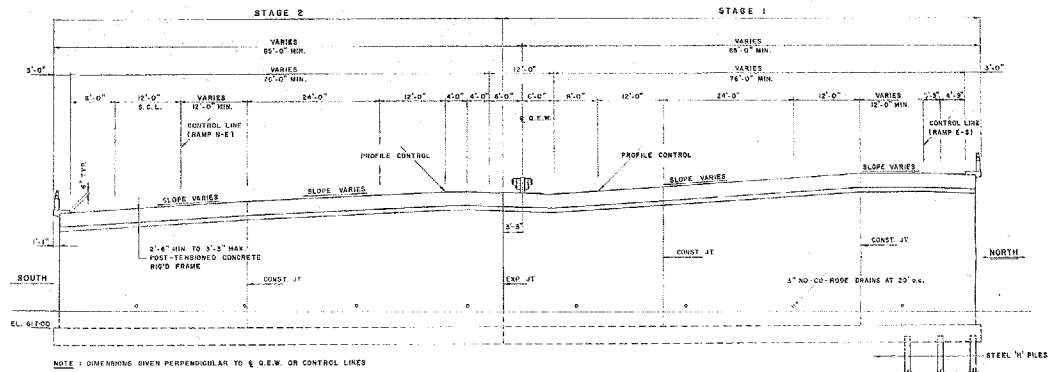 STAGE 2 STAGE 1
VARIES VARIES
85'-0" MIN. 85'-0" MIN.
3'-0" VARIES 12'-0" VARIES 3'-0"
76'-0" MIN. 76'-0" MIN.
8'-0" 12'-0" VARIES 24'-0" 12'-0" 4'-0" 4'-0" 6'-0" 6'-0" 8'-0" 12'-0" 24'-0" 12'-0" VARIES 4'-9"
S.C.L. 12'-0" MIN. 12'-0" MIN.
CONTROL LINE ℄ Q.E.W. CONTROL LINE
(RAMP N-E) (RAMP E-S)
6" TYP.
PROFILE CONTROL PROFILE CONTROL
SLOPE VARIES SLOPE VARIES SLOPE VARIES SLOPE VARIES
3'-3"
1'-1"
2'-6" MIN. TO 3'-3" MAX.
POST-TENSIONED CONCRETE
RIG'D FRAME
CONST. JT.
CONST. JT.
SOUTH NORTH
CONST. JT. EXP. JT. 3" NO-CO-RODE DRAINS AT 20' o.c.
EL. 617.00
STEEL 'H' PILES
NOTE : DIMENSIONS GIVEN PERPENDICULAR TO ℄ Q.E.W. OR CONTROL LINES